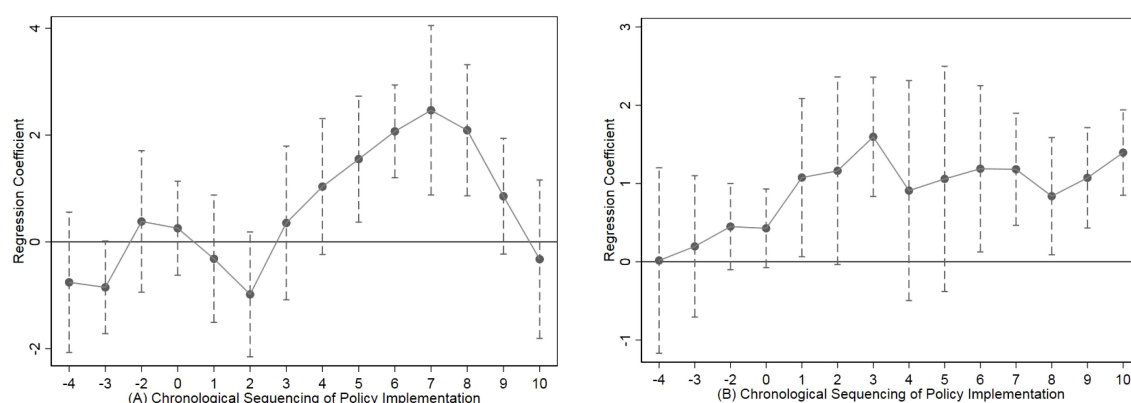 Regression Coefficient
4
2
0
-2
-4 -3 -2 0 1 2 3 4 5 6 7 8 9 10
(A) Chronological Sequencing of Policy Implementation
Regression Coefficient
3
2
1
0
-1
-4 -3 -2 0 1 2 3 4 5 6 7 8 9 10
(B) Chronological Sequencing of Policy Implementation